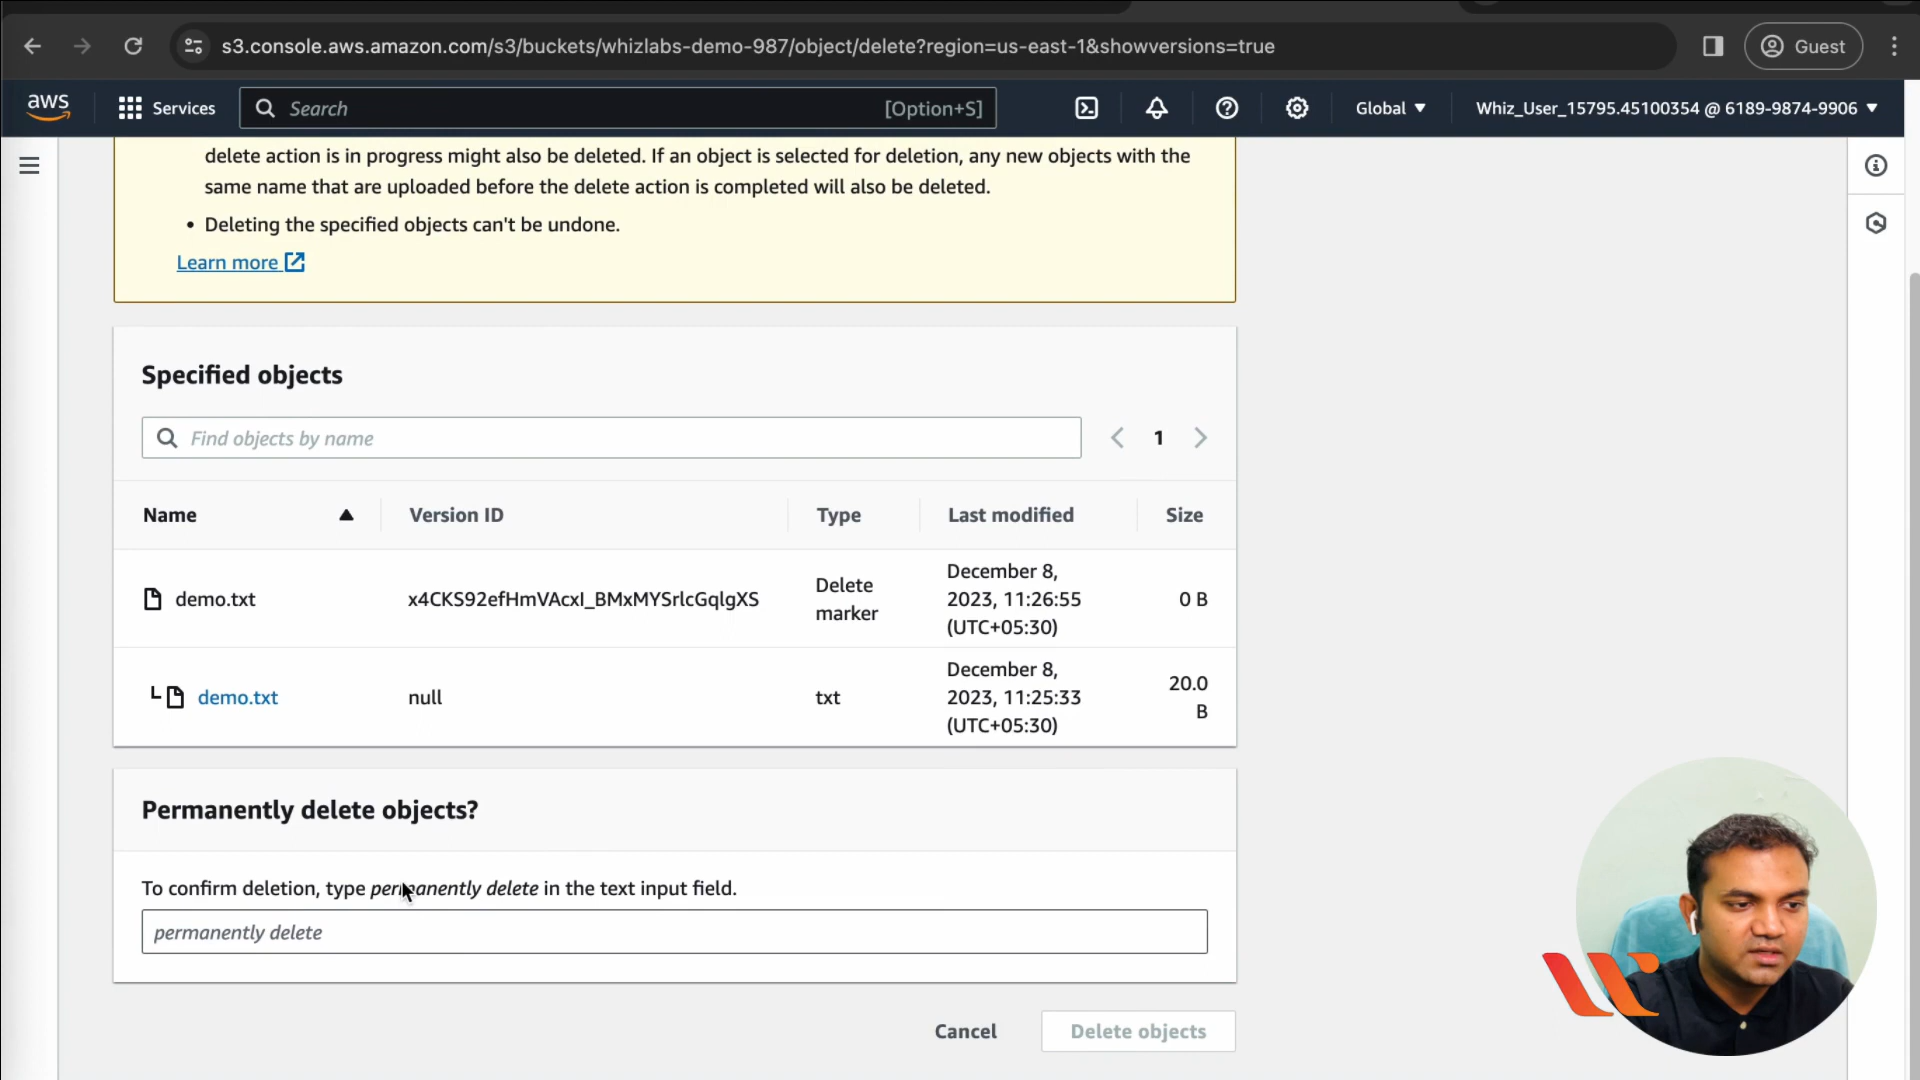 s3.console.aws.amazon.com/s3/buckets/whizlabs-demo-987/object/delete?region=us-east-1&showversions=true
Guest
aws
Services
Search
[Option+S]
Global
Whiz_User_15795.45100354 @ 6189-9874-9906
delete action is in progress might also be deleted. If an object is selected for deletion, any new objects with the
same name that are uploaded before the delete action is completed will also be deleted.
• Deleting the specified objects can't be undone.
Learn more
Specified objects
Find objects by name
1
Name
Version ID
Type
Last modified
Size
demo.txt
x4CKS92efHmVAcxI_BMxMYSrlcGqlgXS
Delete
marker
December 8,
2023, 11:26:55
(UTC+05:30)
0 B
demo.txt
null
txt
December 8,
2023, 11:25:33
(UTC+05:30)
20.0
B
Permanently delete objects?
To confirm deletion, type permanently delete in the text input field.
permanently delete
Cancel
Delete objects